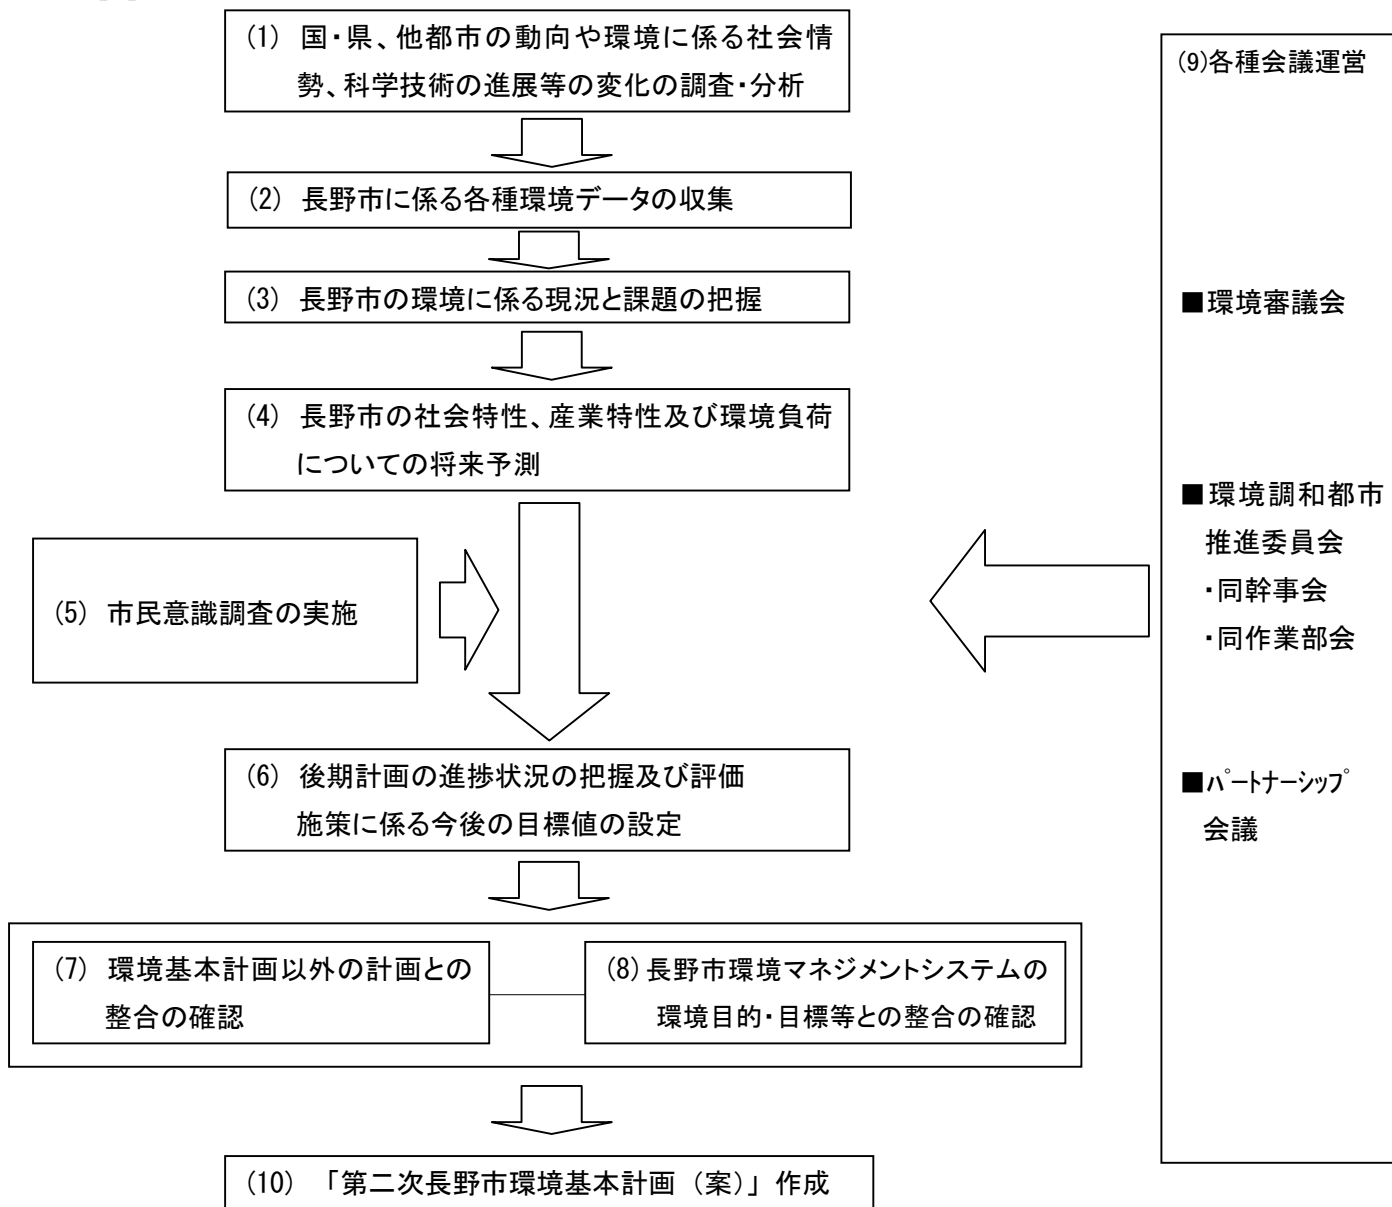 (1) 国・県、他都市の動向や環境に係る社会情
勢、科学技術の進展等の変化の調査・分析
(2) 長野市に係る各種環境データの収集
(3) 長野市の環境に係る現況と課題の把握
(4) 長野市の社会特性、産業特性及び環境負荷
についての将来予測
(5) 市民意識調査の実施
(6) 後期計画の進捗状況の把握及び評価
施策に係る今後の目標値の設定
(7) 環境基本計画以外の計画との
整合の確認
(8) 長野市環境マネジメントシステムの
環境目的・目標等との整合の確認
(10) 「第二次長野市環境基本計画（案）」作成
(9)各種会議運営
■環境審議会
■環境調和都市
推進委員会
・同幹事会
・同作業部会
■ﾊﾟｰﾄﾅｰｼｯﾌﾟ
会議